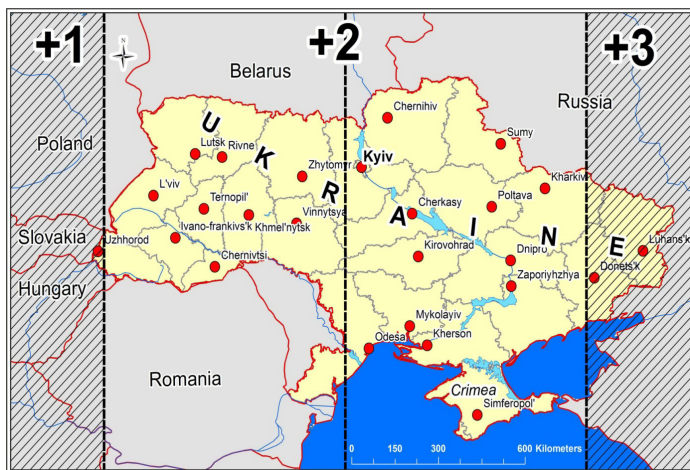 +1
+2
+3
Belarus
Russia
Poland
Slovakia
Hungary
Romania
U K R A I N E
Chernihiv
Sumy
Lutsk
Rivne
Zhytomyr
Kyiv
Kharkiv
L'viv
Ternopil'
Khmel'nytsk
Vinnytsya
Cherkasy
Poltava
Ivano-frankivs'k
Uzhhorod
Chernivtsi
Kirovohrad
Dnipro
Luhans'k
Donets'k
Zaporiyhzhya
Mykolayiv
Kherson
Odesa
Crimea
Simferopol'
0 150 300 600 Kilometers